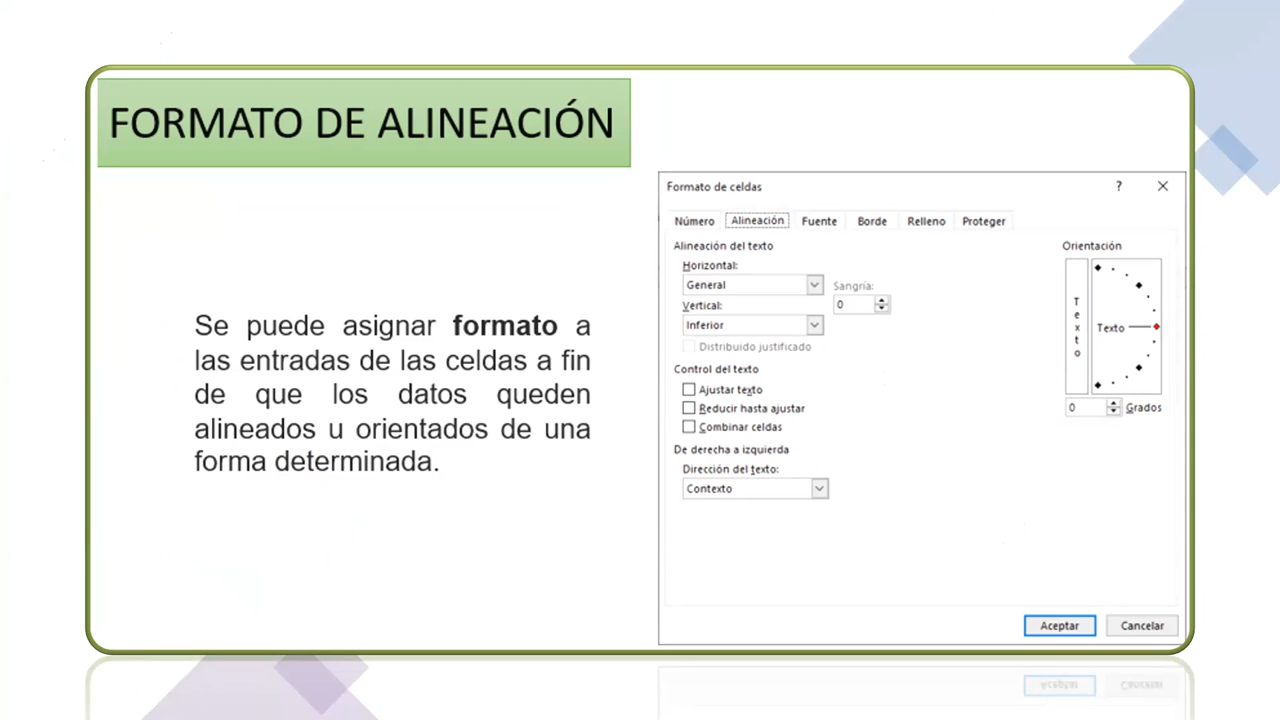 FORMATO DE ALINEACIÓN
Se puede asignar formato a
las entradas de las celdas a fin
de que los datos queden
alineados u orientados de una
forma determinada.
Formato de celdas ?
Número Alineación Fuente Borde Relleno Proteger
Alineación del texto
Horizontal:
General
Sangría:
0
Vertical:
Inferior
Distribuido justificado
Control del texto
Ajustar texto
Reducir hasta ajustar
Combinar celdas
De derecha a izquierda
Dirección del texto:
Contexto
Orientación
Texto
Texto
0 Grados
Aceptar Cancelar
Aceptar Cancelar